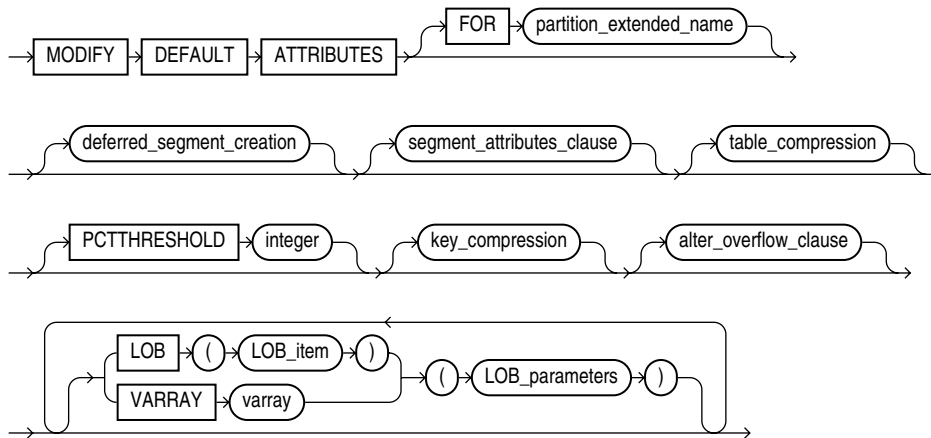 FOR partition_extended_name
MODIFY DEFAULT ATTRIBUTES
deferred_segment_creation segment_attributes_clause table_compression
PCTTHRESHOLD integer key_compression alter_overflow_clause
LOB ( LOB_item )
( LOB_parameters )
VARRAY varray